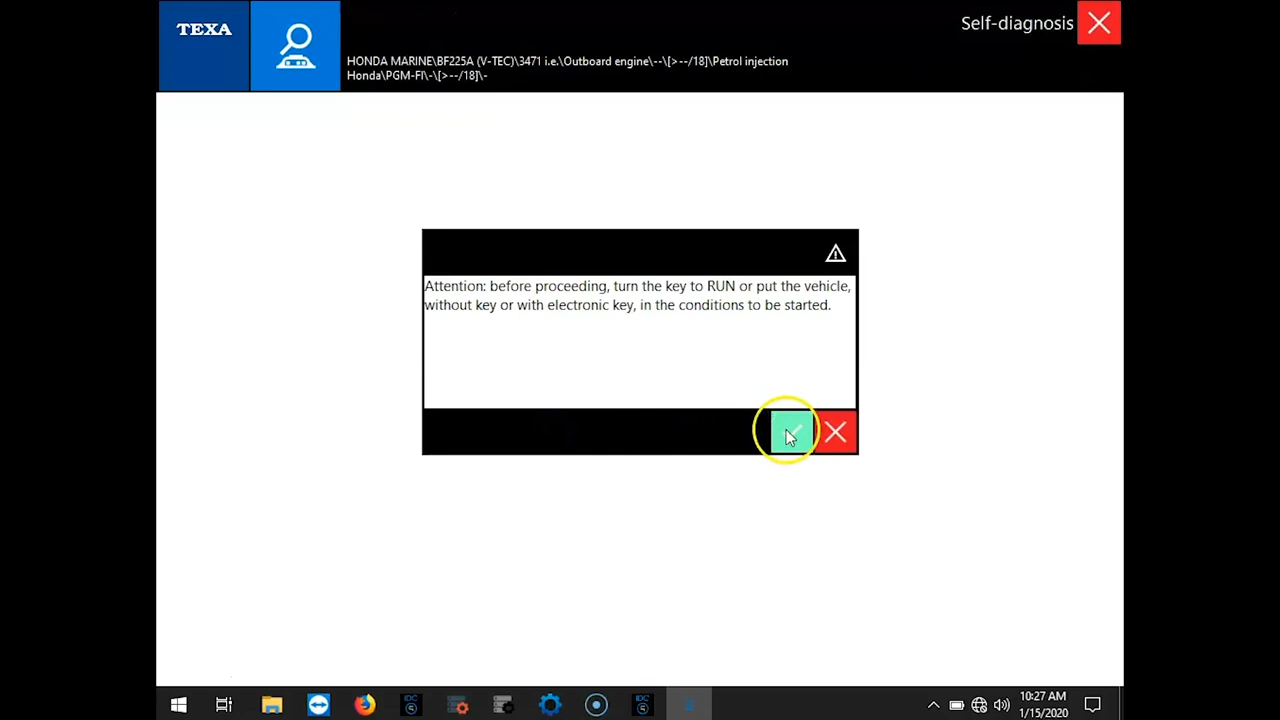 TEXA
Self-diagnosis
HONDA MARINE\BF225A (V-TEC)\3471 i.e.\Outboard engine\--\[>--/18]\Petrol injection
Honda\PGM-FI\-\[>--/18]\-
Attention: before proceeding, turn the key to RUN or put the vehicle,
without key or with electronic key, in the conditions to be started.
IDC
IDC
10:27 AM
1/15/2020